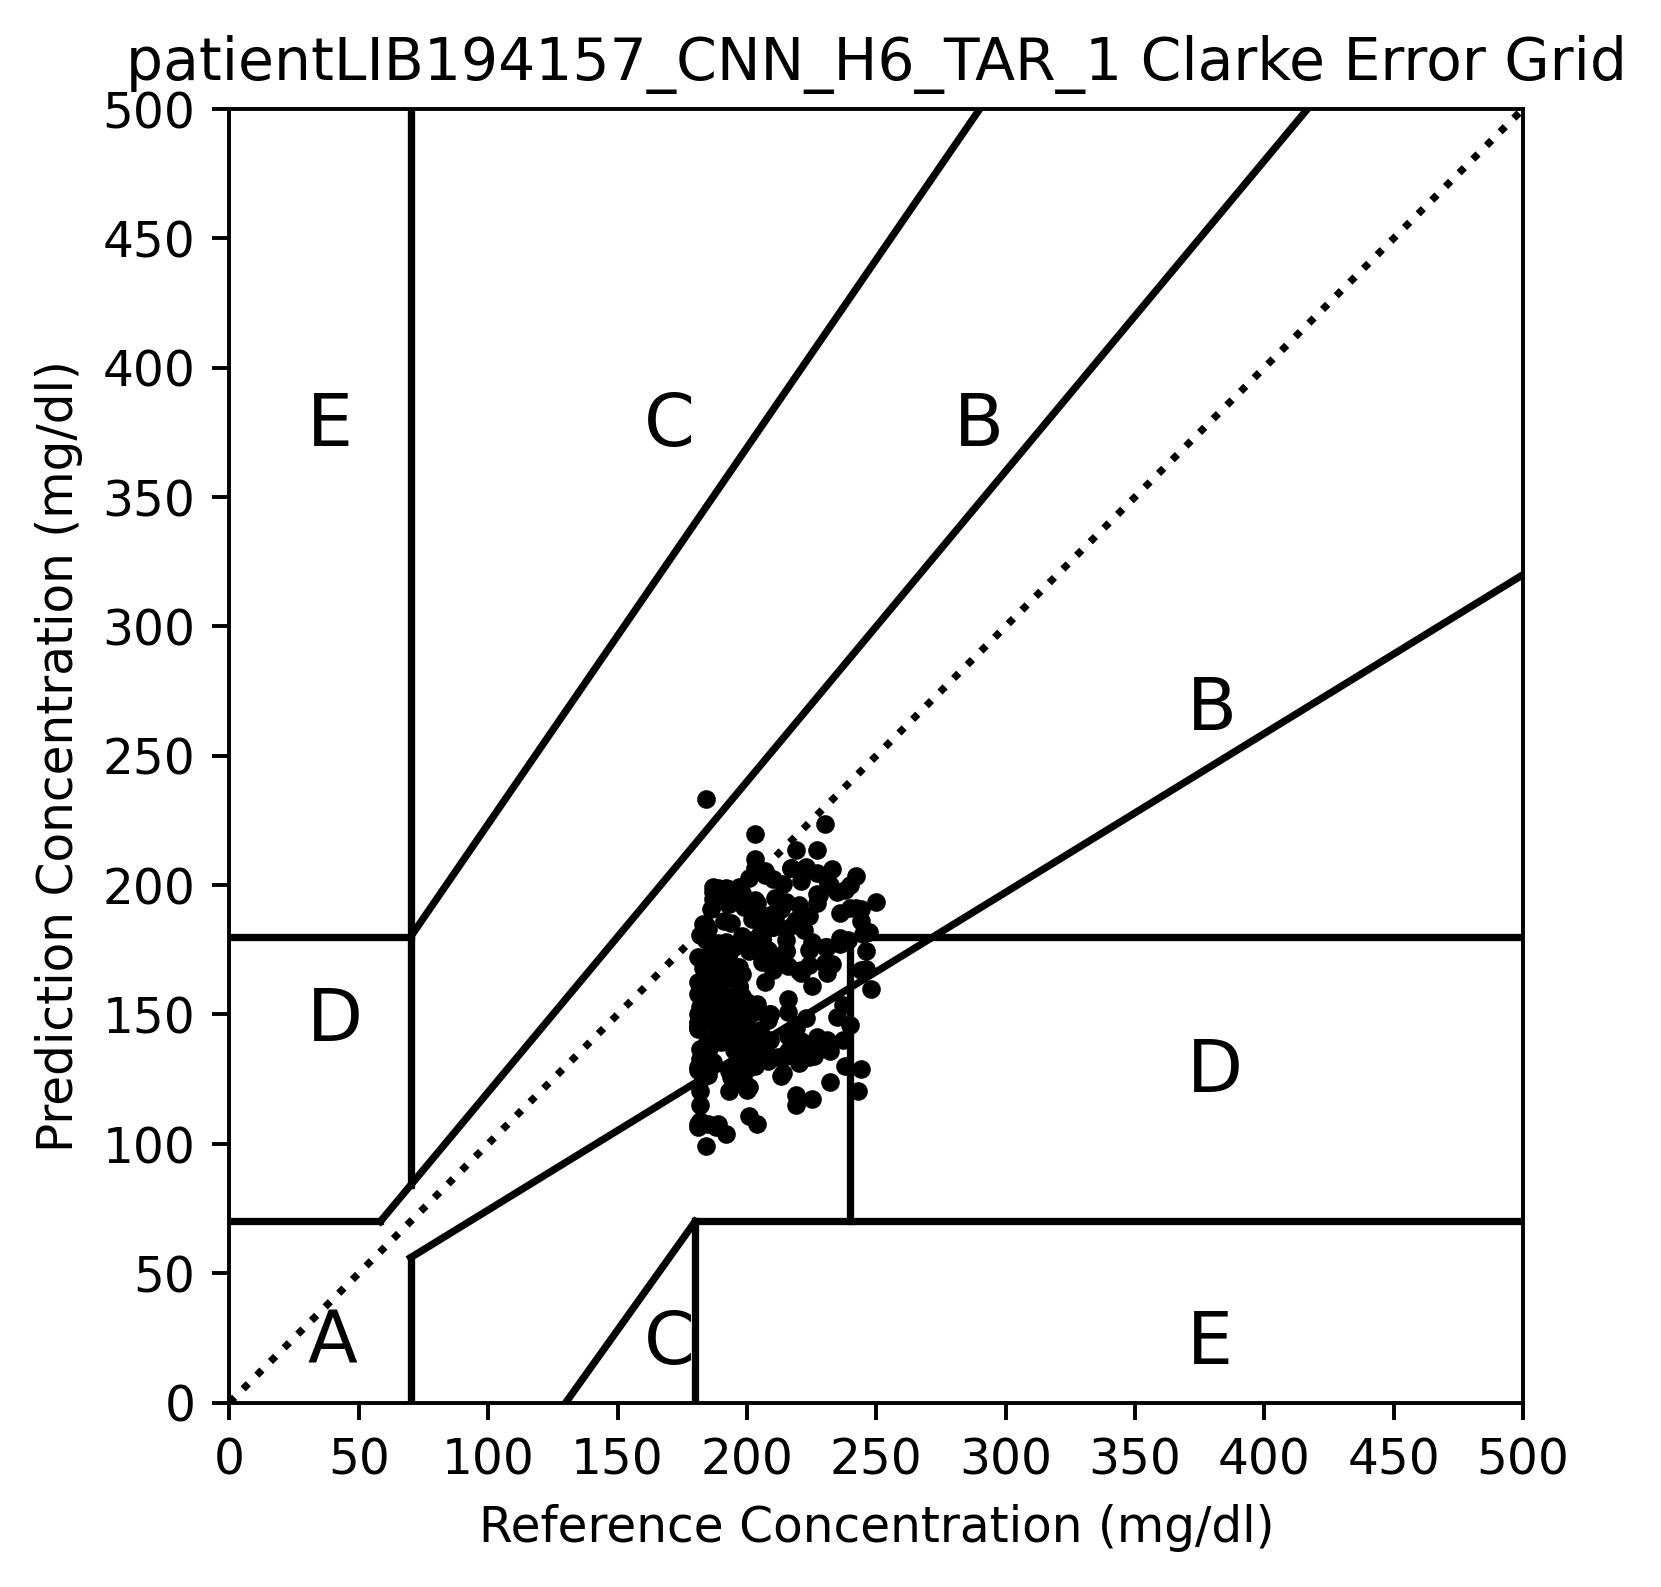 patientLIB194157_CNN_H6_TAR_1 Clarke Error Grid
500
450
400
350
300
250
200
150
100
50
0
Prediction Concentration (mg/dl)
E
C
B
B
D
D
A
C
E
0 50 100 150 200 250 300 350 400 450 500
Reference Concentration (mg/dl)